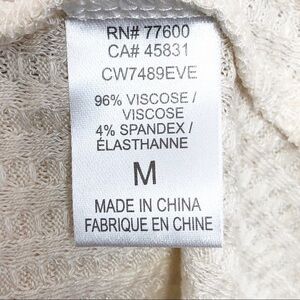 RN# 77600
CA# 45831
CW7489EVE
96% VISCOSE /
VISCOSE
4% SPANDEX /
ÉLASTHANNE
M
MADE IN CHINA
FABRIQUE EN CHINE